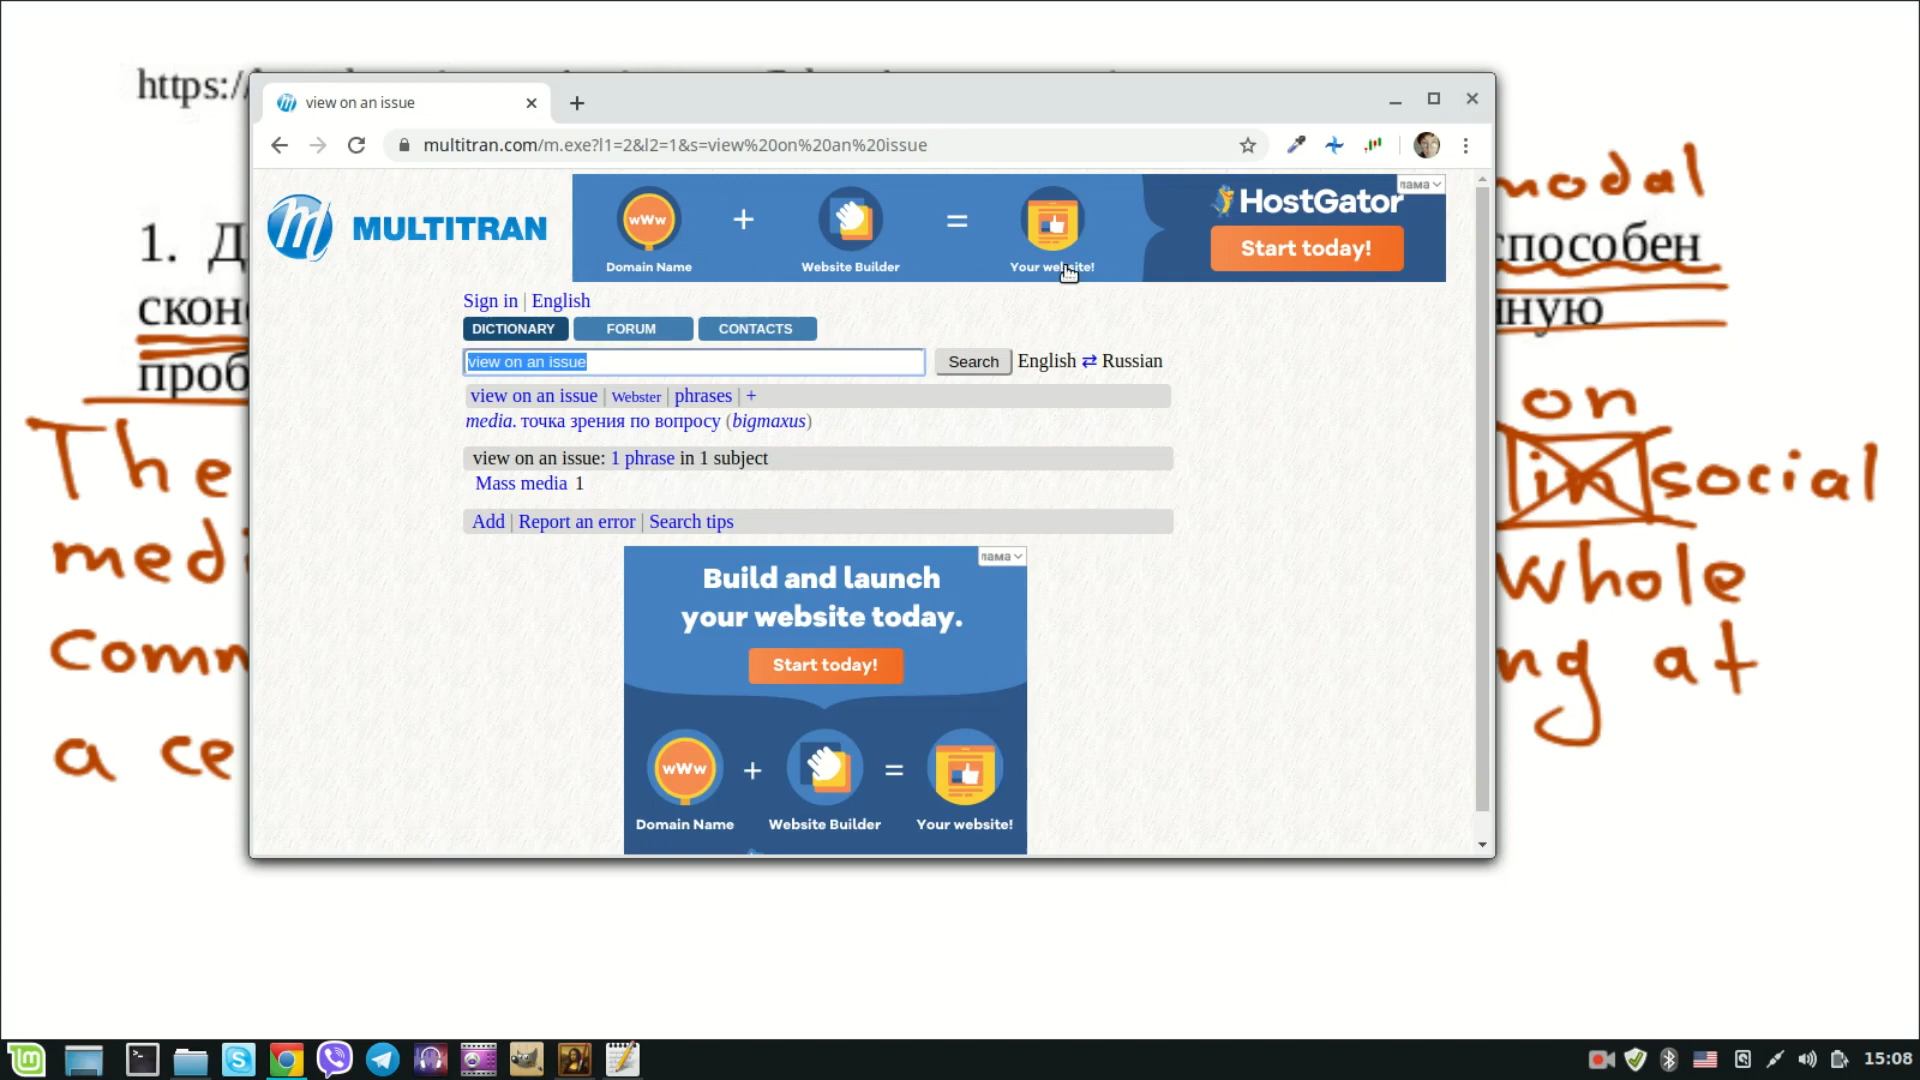 https://
view on an issue
multitran.com/m.exe?l1=2&l2=1&s=view%20on%20an%20issue
modal
MULTITRAN
wWw
+
=
HostGator
Start today!
Domain Name
Website Builder
Your website!
1. Д
способен
Sign in | English
DICTIONARY
FORUM
CONTACTS
скон
нную
view on an issue
Search
English ⇄ Russian
проб
view on an issue | Webster | phrases | +
on
media. точка зрения по вопросу (bigmaxus)
view on an issue: 1 phrase in 1 subject
The
in social
Mass media 1
Add | Report an error | Search tips
medi
Build and launch
your website today.
whole
Start today!
comm
ng at
a ce
wWw
+
=
Domain Name
Website Builder
Your website!
15:08